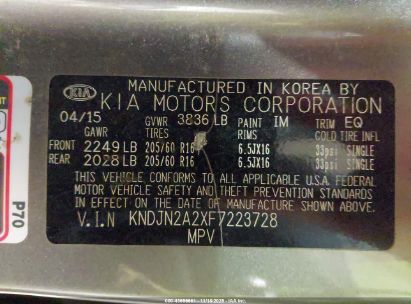 MANUFACTURED IN KOREA BY
KIA KIA MOTORS CORPORATION
04/15 GVWR 3836 LB PAINT IM TRIM EQ
GAWR TIRES RIMS COLD TIRE INFL
FRONT 2249 LB 205/60 R16 6.5JX16 33psi SINGLE
REAR 2028 LB 205/60 R16 6.5JX16 33psi SINGLE
THIS VEHICLE CONFORMS TO ALL APPLICABLE U.S.A FEDERAL
MOTOR VEHICLE SAFETY, BUMPER, AND THEFT PREVENTION STANDARDS
IN EFFECT ON THE DATE OF MANUFACTURE SHOWN ABOVE.
V.I.N KNDJN2A2XF7223728
MPV
P70